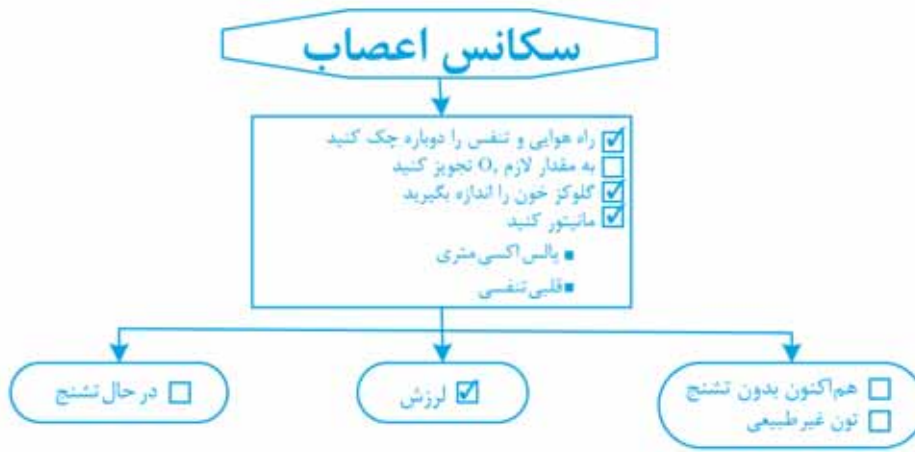 سکانس اعصاب
☑ راه هوایی و تنفس را دوباره چک کنید
☐ به مقدار لازم O₂ تجویز کنید
☑ گلوکز خون را اندازه بگیرید
☑ مانیتور کنید
▪ پالس اکسی‌متری
▪ قلبی تنفسی
☐ هم‌اکنون بدون تشنج
☐ تون غیرطبیعی
☑ لرزش
☐ در حال تشنج